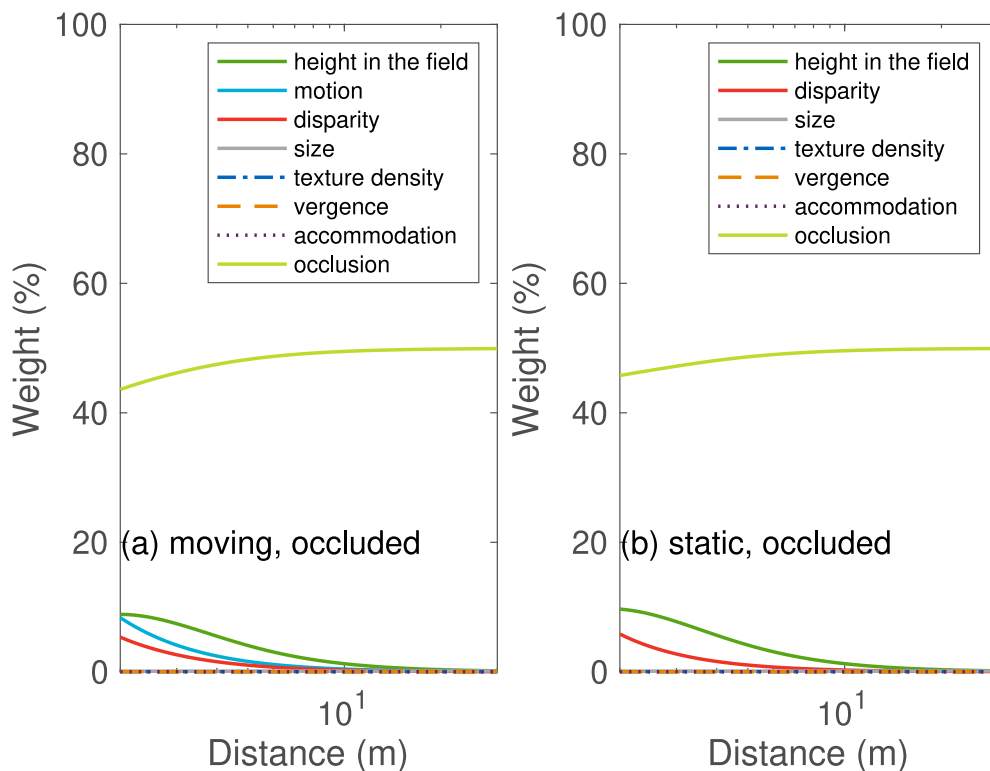 100
80
60
40
20
0
Weight (%)
height in the field
motion
disparity
size
texture density
vergence
accommodation
occlusion
(a) moving, occluded
10^1
Distance (m)
100
80
60
40
20
0
Weight (%)
height in the field
disparity
size
texture density
vergence
accommodation
occlusion
(b) static, occluded
10^1
Distance (m)